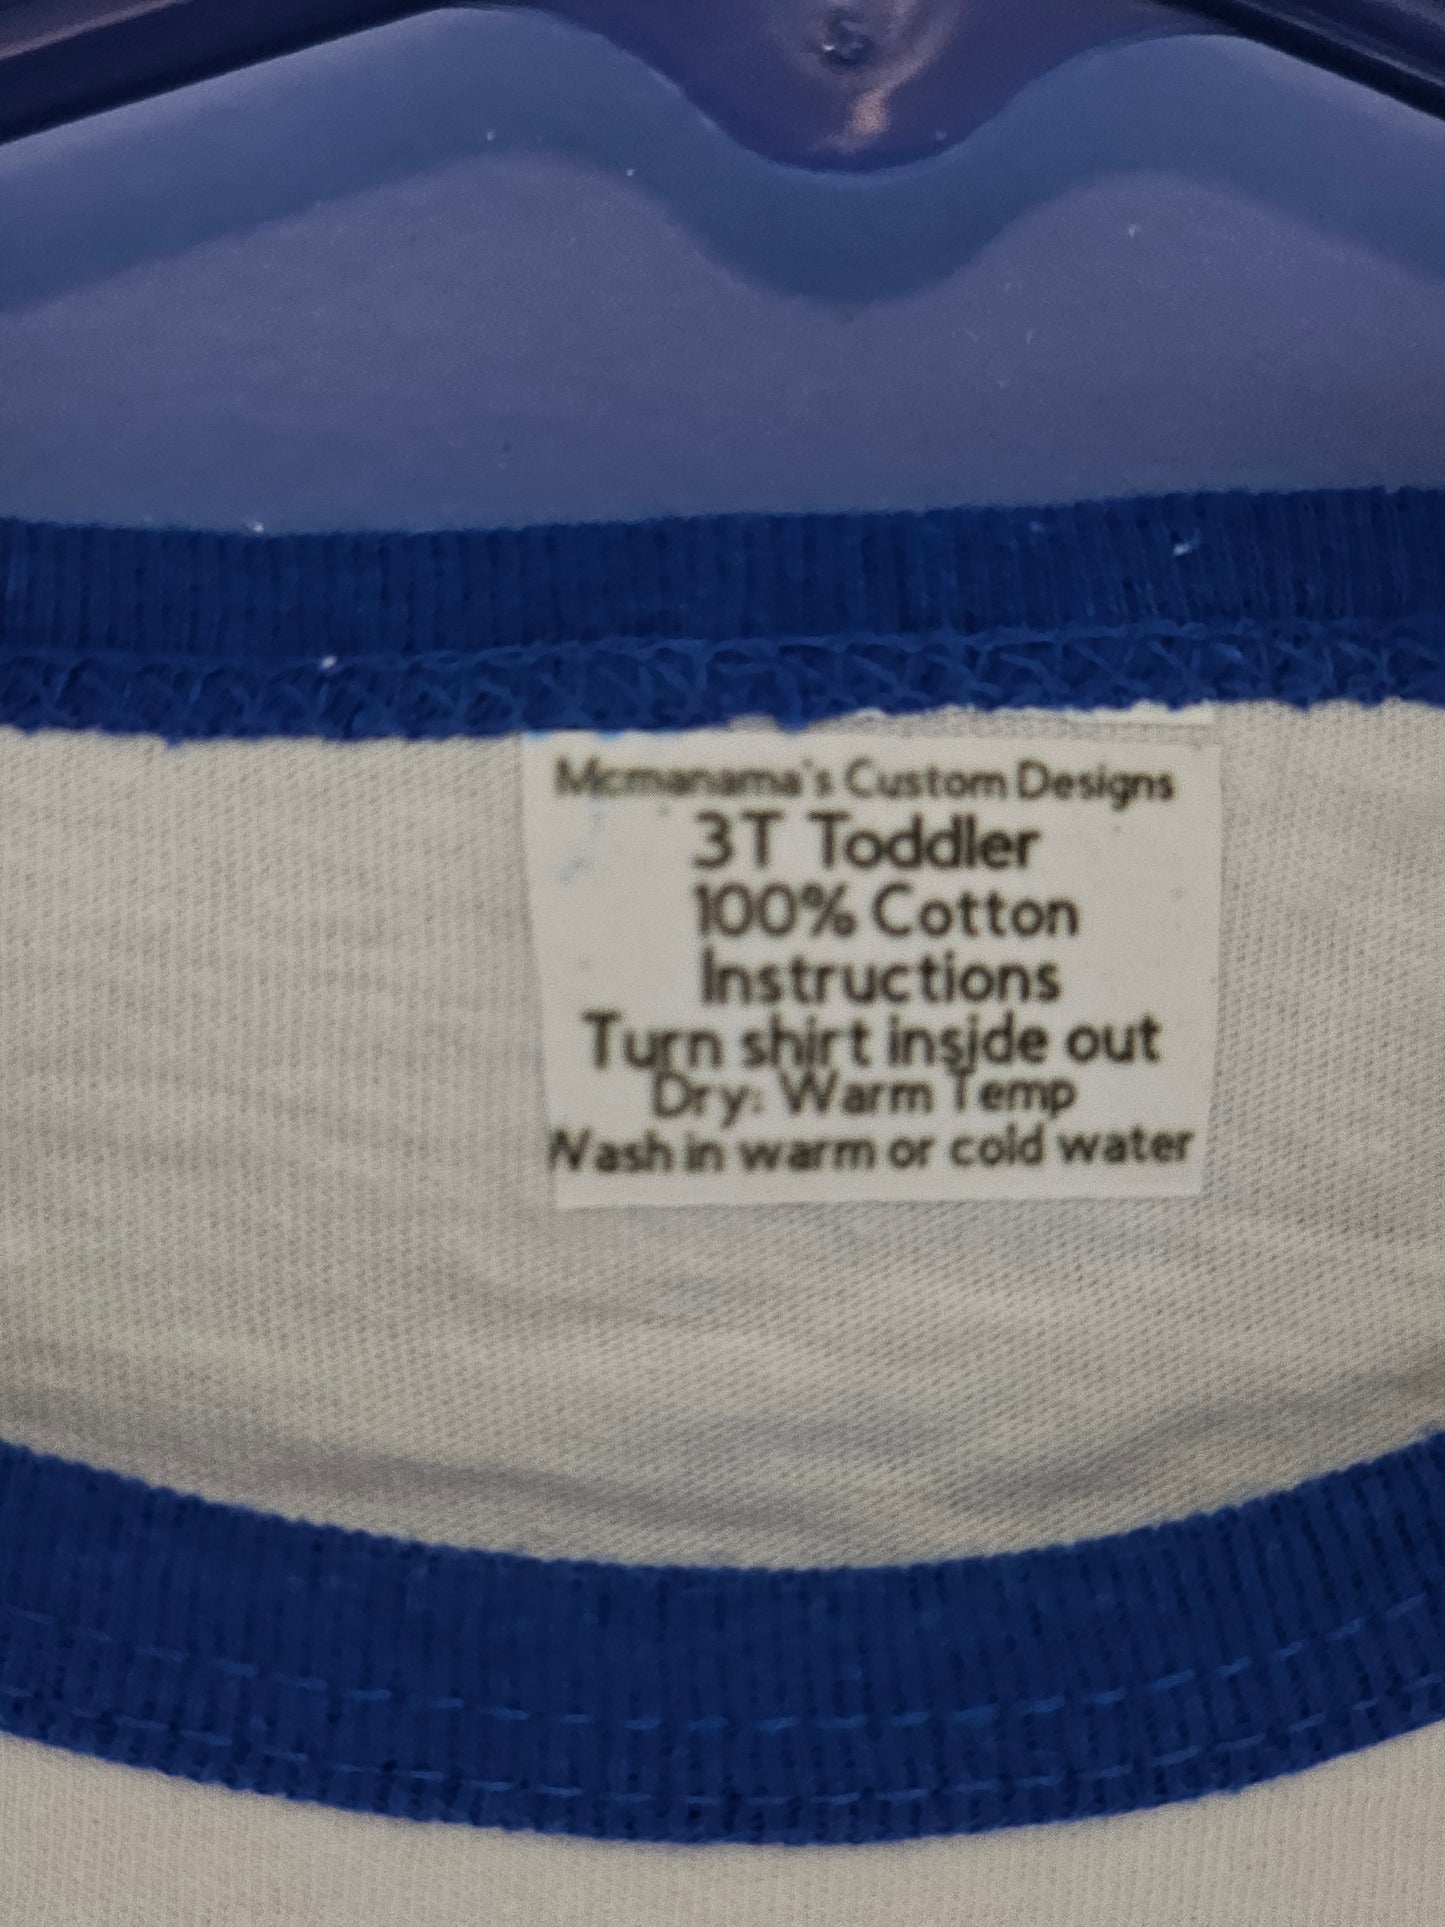 Mcmanama's Custom Designs
3T Toddler
100% Cotton
Instructions
Turn shirt inside out
Dry: Warm Temp
Wash in warm or cold water